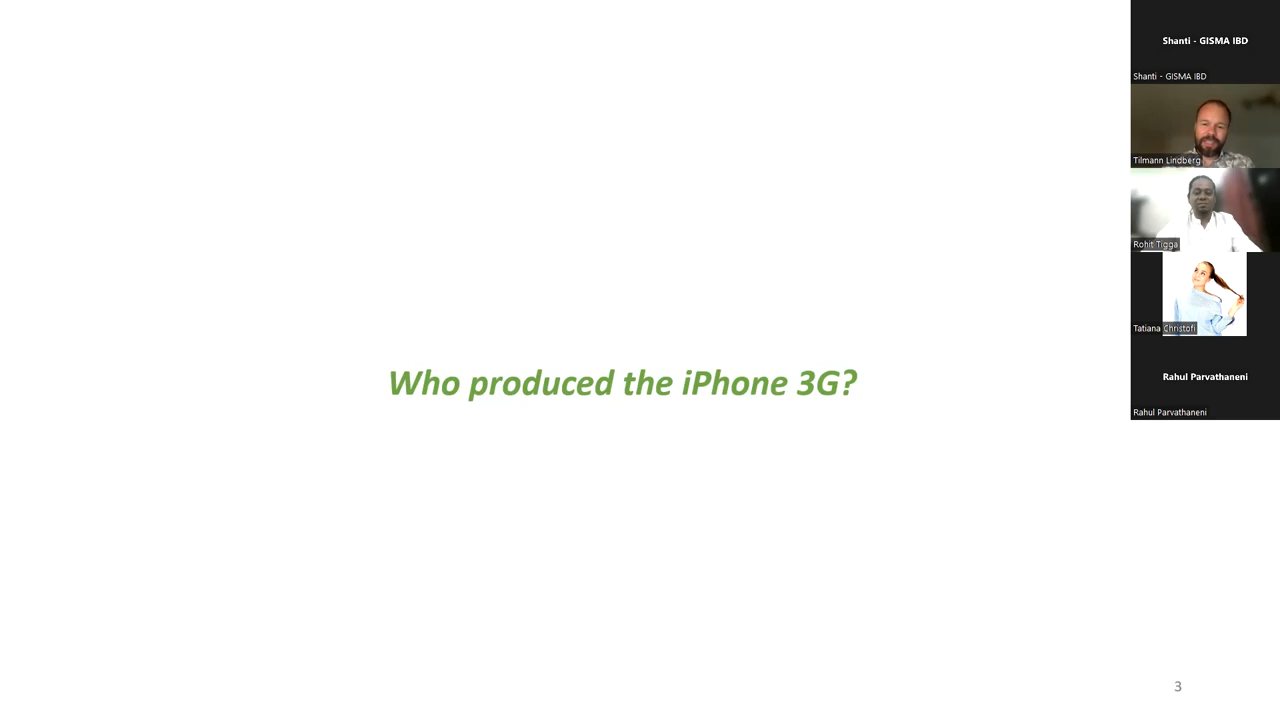 Shanti - GISMA IBD
Shanti - GISMA IBD
Tilmann Lindberg
Rohit Tigga
Tatiana Christofi
Rahul Parvathaneni
Rahul Parvathaneni
Who produced the iPhone 3G?
3